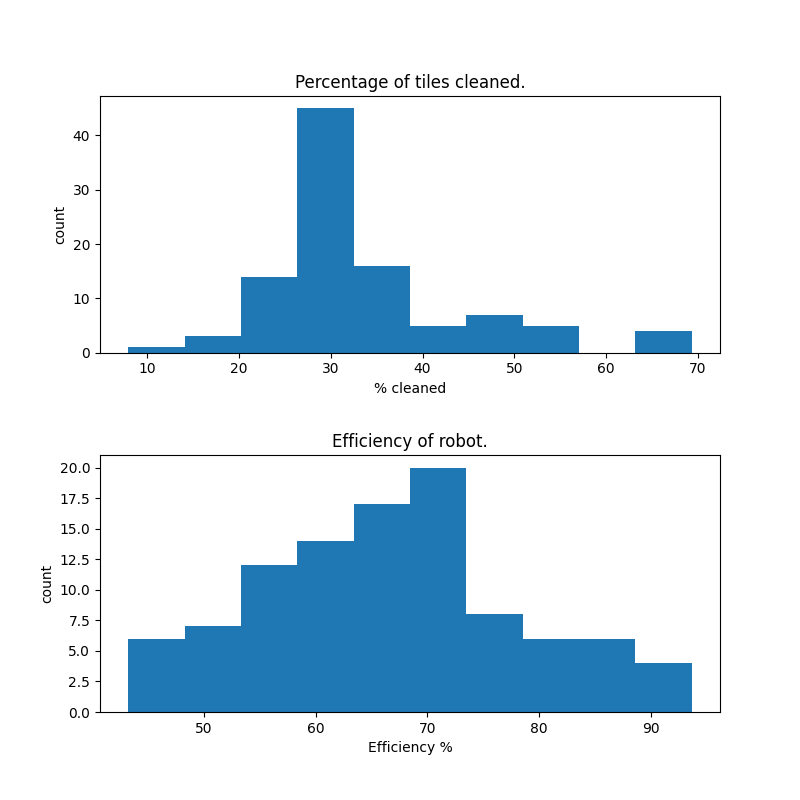 Percentage of tiles cleaned.
40
30
20
10
0
count
10 20 30 40 50 60 70
% cleaned
Efficiency of robot.
20.0
17.5
15.0
12.5
10.0
7.5
5.0
2.5
0.0
count
50 60 70 80 90
Efficiency %